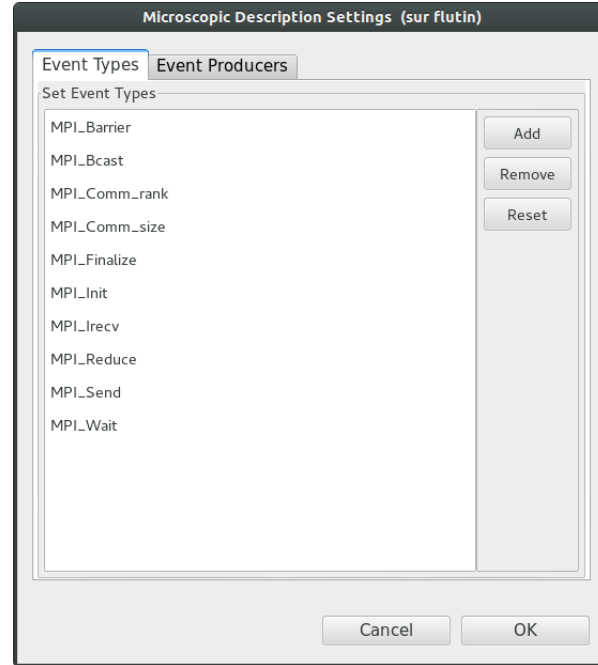 Microscopic Description Settings (sur flutin)
Event Types Event Producers
Set Event Types
MPI_Barrier
MPI_Bcast
MPI_Comm_rank
MPI_Comm_size
MPI_Finalize
MPI_Init
MPI_Irecv
MPI_Reduce
MPI_Send
MPI_Wait
Add
Remove
Reset
Cancel OK